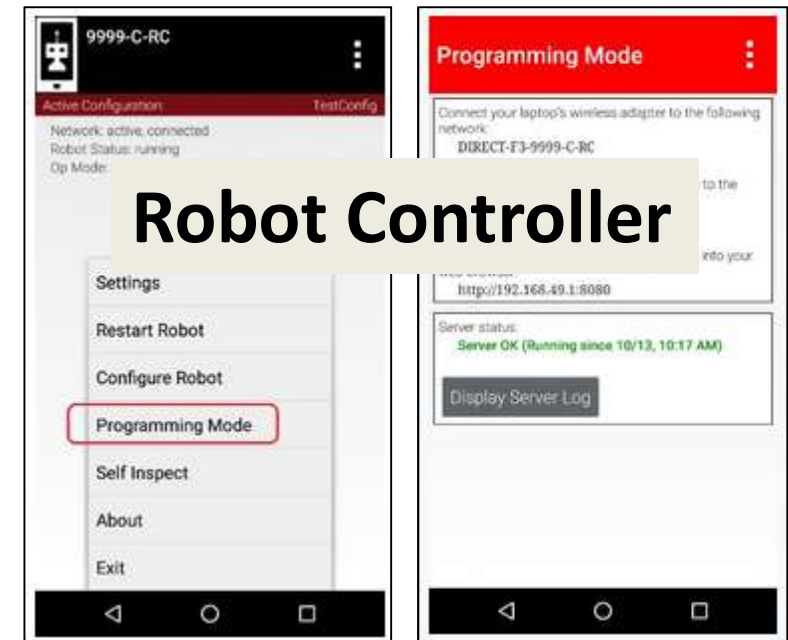 9999-C-RC
Active Configuration: TestConfig
Network: active, connected
Robot Status: running
Op Mode:
Settings
Restart Robot
Configure Robot
Programming Mode
Self Inspect
About
Exit
Robot Controller
Programming Mode
Connect your laptop's wireless adapter to the following
network:
DIRECT-F3-9999-C-RC
to the
into your
http://192.168.49.1:8080
Server status:
Server OK (Running since 10/13, 10:17 AM)
Display Server Log